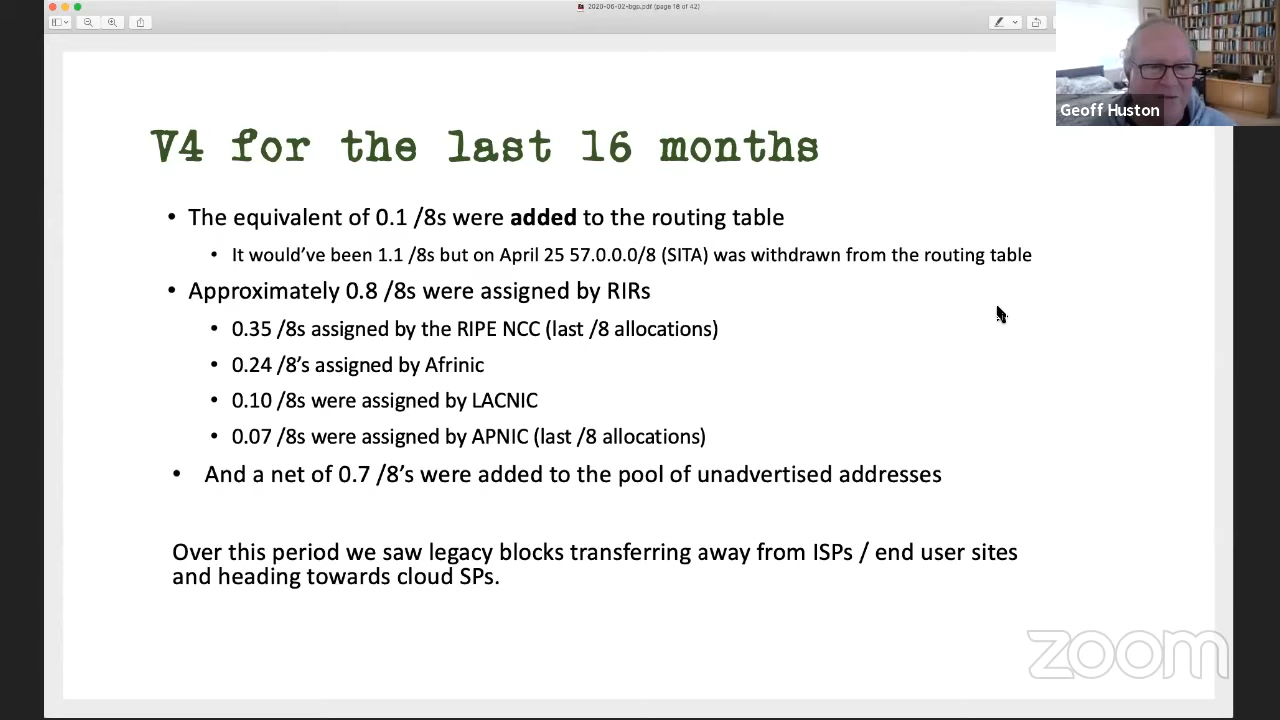 2020-06-02-bgp.pdf (page 18 of 42)
Geoff Huston
V4 for the last 16 months
• The equivalent of 0.1 /8s were added to the routing table
• It would've been 1.1 /8s but on April 25 57.0.0.0/8 (SITA) was withdrawn from the routing table
• Approximately 0.8 /8s were assigned by RIRs
• 0.35 /8s assigned by the RIPE NCC (last /8 allocations)
• 0.24 /8's assigned by Afrinic
• 0.10 /8s were assigned by LACNIC
• 0.07 /8s were assigned by APNIC (last /8 allocations)
• And a net of 0.7 /8's were added to the pool of unadvertised addresses
Over this period we saw legacy blocks transferring away from ISPs / end user sites
and heading towards cloud SPs.
zoom